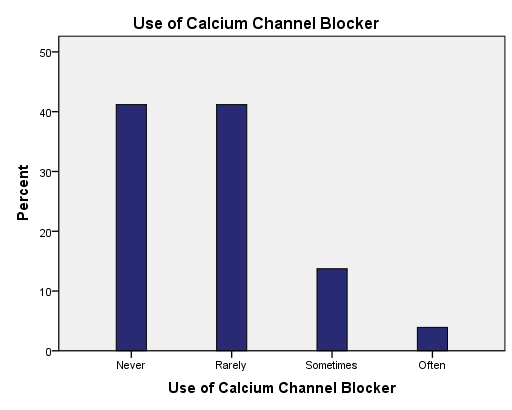 Use of Calcium Channel Blocker
50
40
30
20
10
0
Percent
Never Rarely Sometimes Often
Use of Calcium Channel Blocker